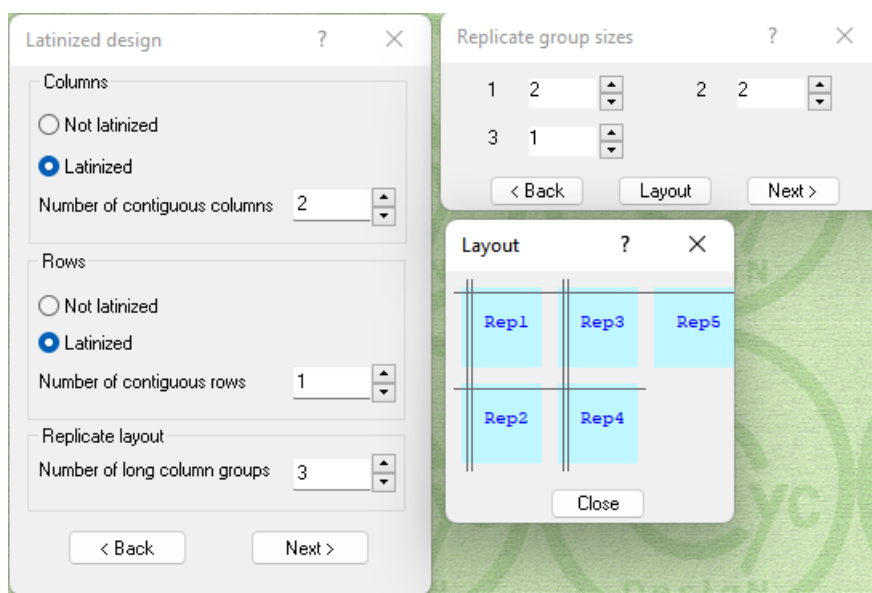 Latinized design ? ×
Columns
Not latinized
Latinized
Number of contiguous columns 2
Rows
Not latinized
Latinized
Number of contiguous rows 1
Replicate layout
Number of long column groups 3
< Back Next >
Replicate group sizes ? ×
1 2 2 2
3 1
< Back Layout Next >
Layout ? ×
Rep1 Rep3 Rep5
Rep2 Rep4
Close
yc